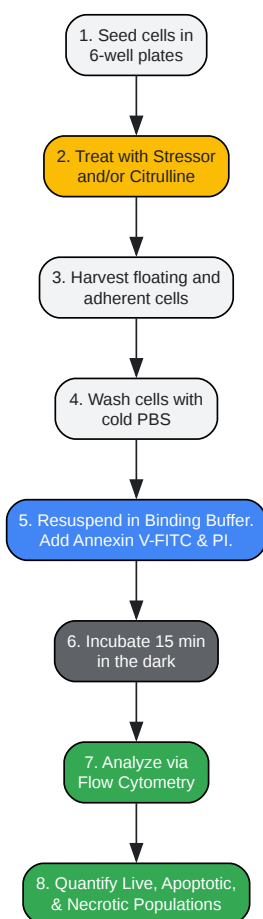 1. Seed cells in
6-well plates
2. Treat with Stressor
and/or Citrulline
3. Harvest floating and
adherent cells
4. Wash cells with
cold PBS
5. Resuspend in Binding Buffer.
Add Annexin V-FITC & PI.
6. Incubate 15 min
in the dark
7. Analyze via
Flow Cytometry
8. Quantify Live, Apoptotic,
& Necrotic Populations